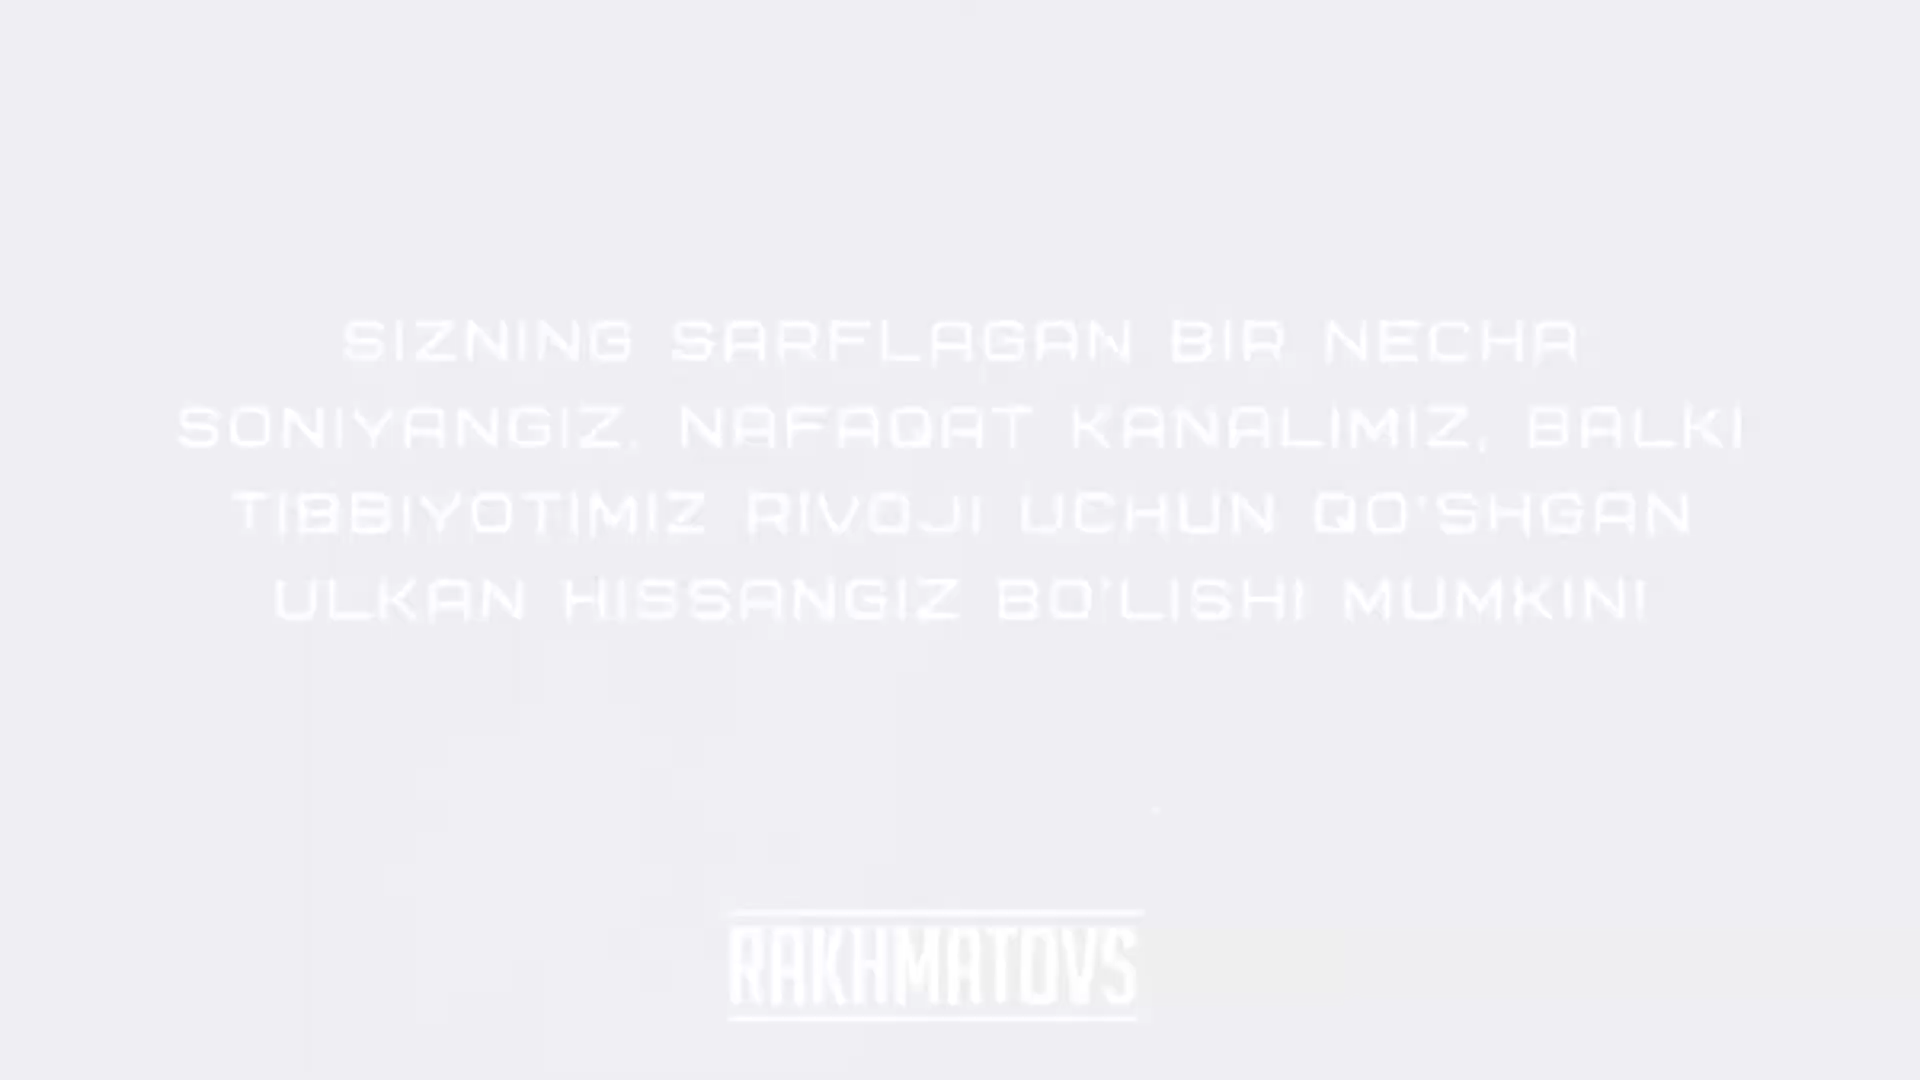 SIZNING SARFLAGAN BIR NECHA
SONIYANGIZ, NAFAQAT KANALIMIZ, BALKI
TIBBIYOTIMIZ RIVOJI UCHUN QO'SHGAN
ULKAN HISSANGIZ BO'LISHI MUMKIN!
RAKHMATOVS